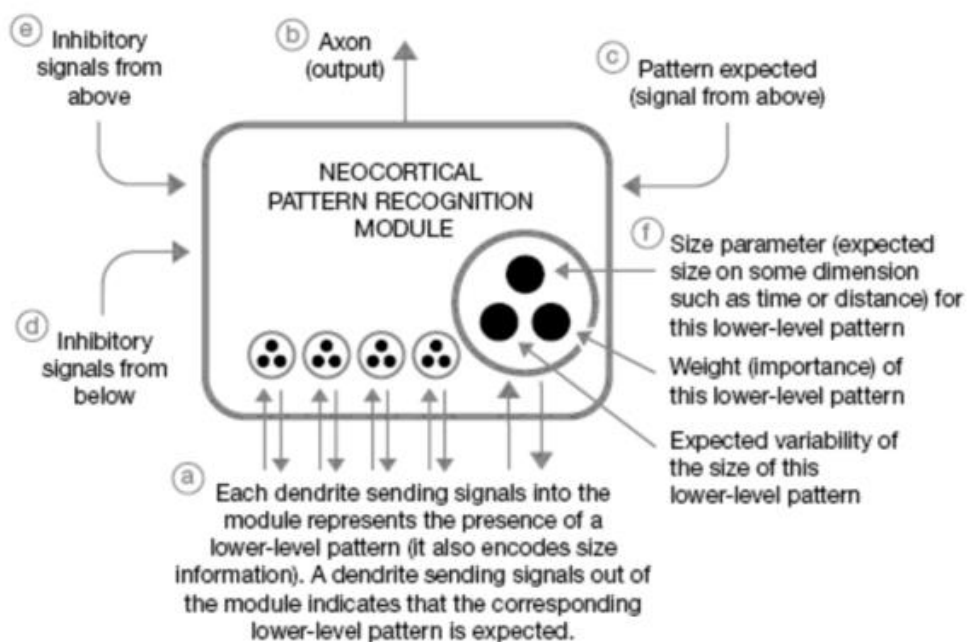 e Inhibitory
signals from
above
b Axon
(output)
c Pattern expected
(signal from above)
NEOCORTICAL
PATTERN RECOGNITION
MODULE
f Size parameter (expected
size on some dimension
such as time or distance) for
this lower-level pattern
Weight (importance) of
this lower-level pattern
Expected variability of
the size of this
lower-level pattern
d Inhibitory
signals from
below
a Each dendrite sending signals into the
module represents the presence of a
lower-level pattern (it also encodes size
information). A dendrite sending signals out of
the module indicates that the corresponding
lower-level pattern is expected.